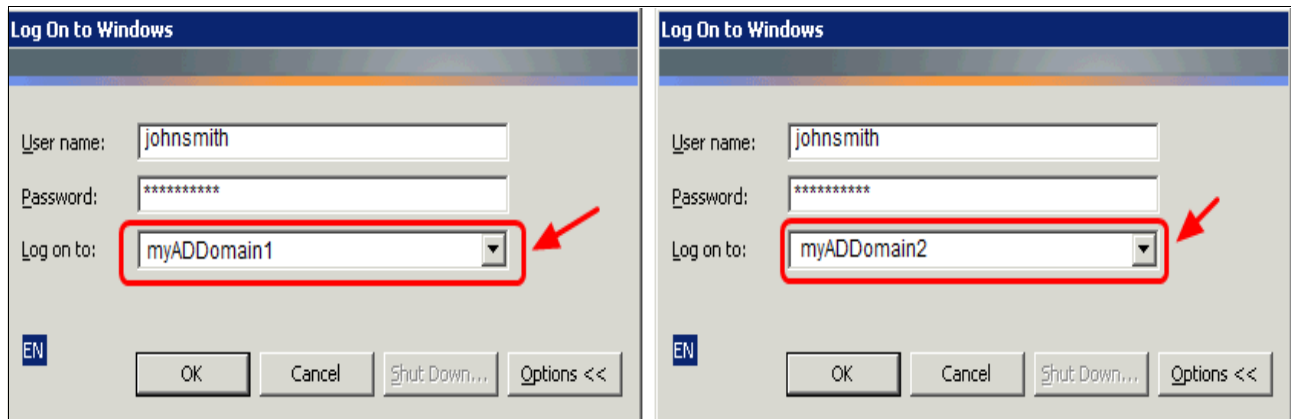 Log On to Windows
User name: johnsmith
Password: **********
Log on to: myADDomain1
EN
OK Cancel Shut Down... Options <<
Log On to Windows
User name: johnsmith
Password: **********
Log on to: myADDomain2
EN
OK Cancel Shut Down... Options <<